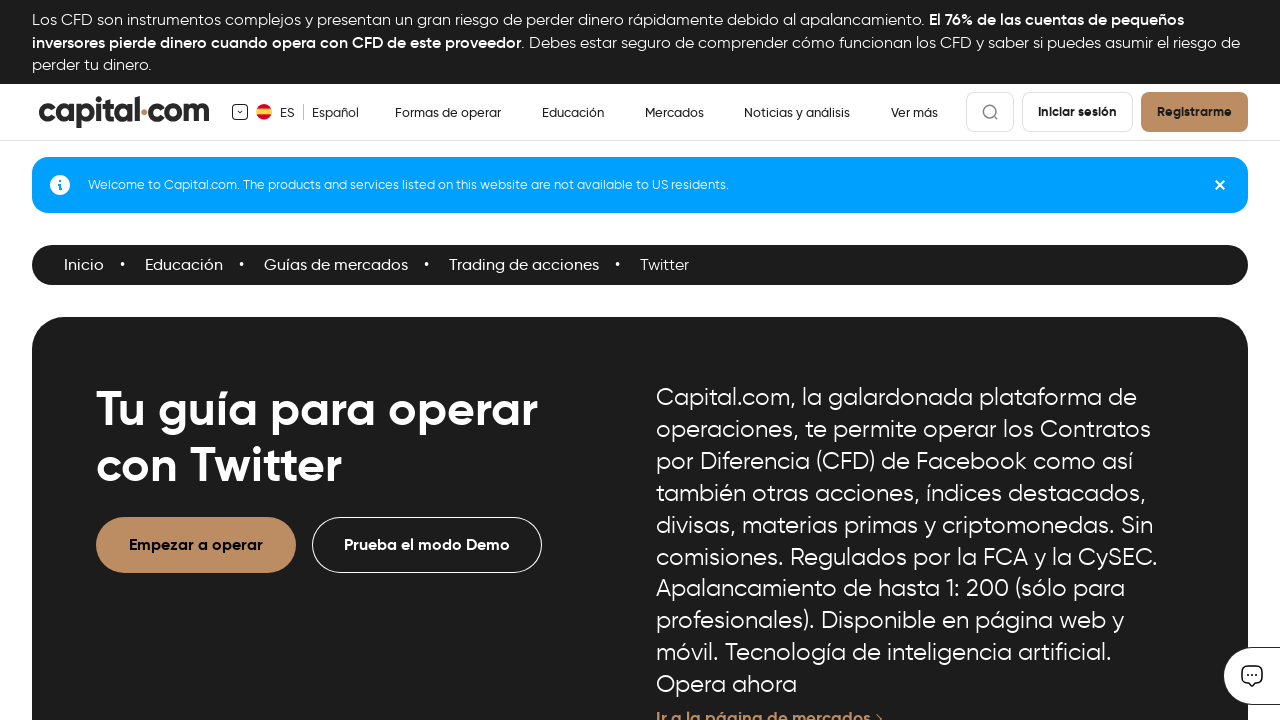 Los CFD son instrumentos complejos y presentan un gran riesgo de perder dinero rápidamente debido al apalancamiento. El 76% de las cuentas de pequeños
inversores pierde dinero cuando opera con CFD de este proveedor. Debes estar seguro de comprender cómo funcionan los CFD y saber si puedes asumir el riesgo de
perder tu dinero.
capital.com
ES Español
Formas de operar
Educación
Mercados
Noticias y análisis
Ver más
Iniciar sesión
Registrarme
Welcome to Capital.com. The products and services listed on this website are not available to US residents.
Inicio • Educación • Guías de mercados • Trading de acciones • Twitter
Tu guía para operar
con Twitter
Empezar a operar
Prueba el modo Demo
Capital.com, la galardonada plataforma de
operaciones, te permite operar los Contratos
por Diferencia (CFD) de Facebook como así
también otras acciones, índices destacados,
divisas, materias primas y criptomonedas. Sin
comisiones. Regulados por la FCA y la CySEC.
Apalancamiento de hasta 1: 200 (sólo para
profesionales). Disponible en página web y
móvil. Tecnología de inteligencia artificial.
Opera ahora
Ir a la página de mercados